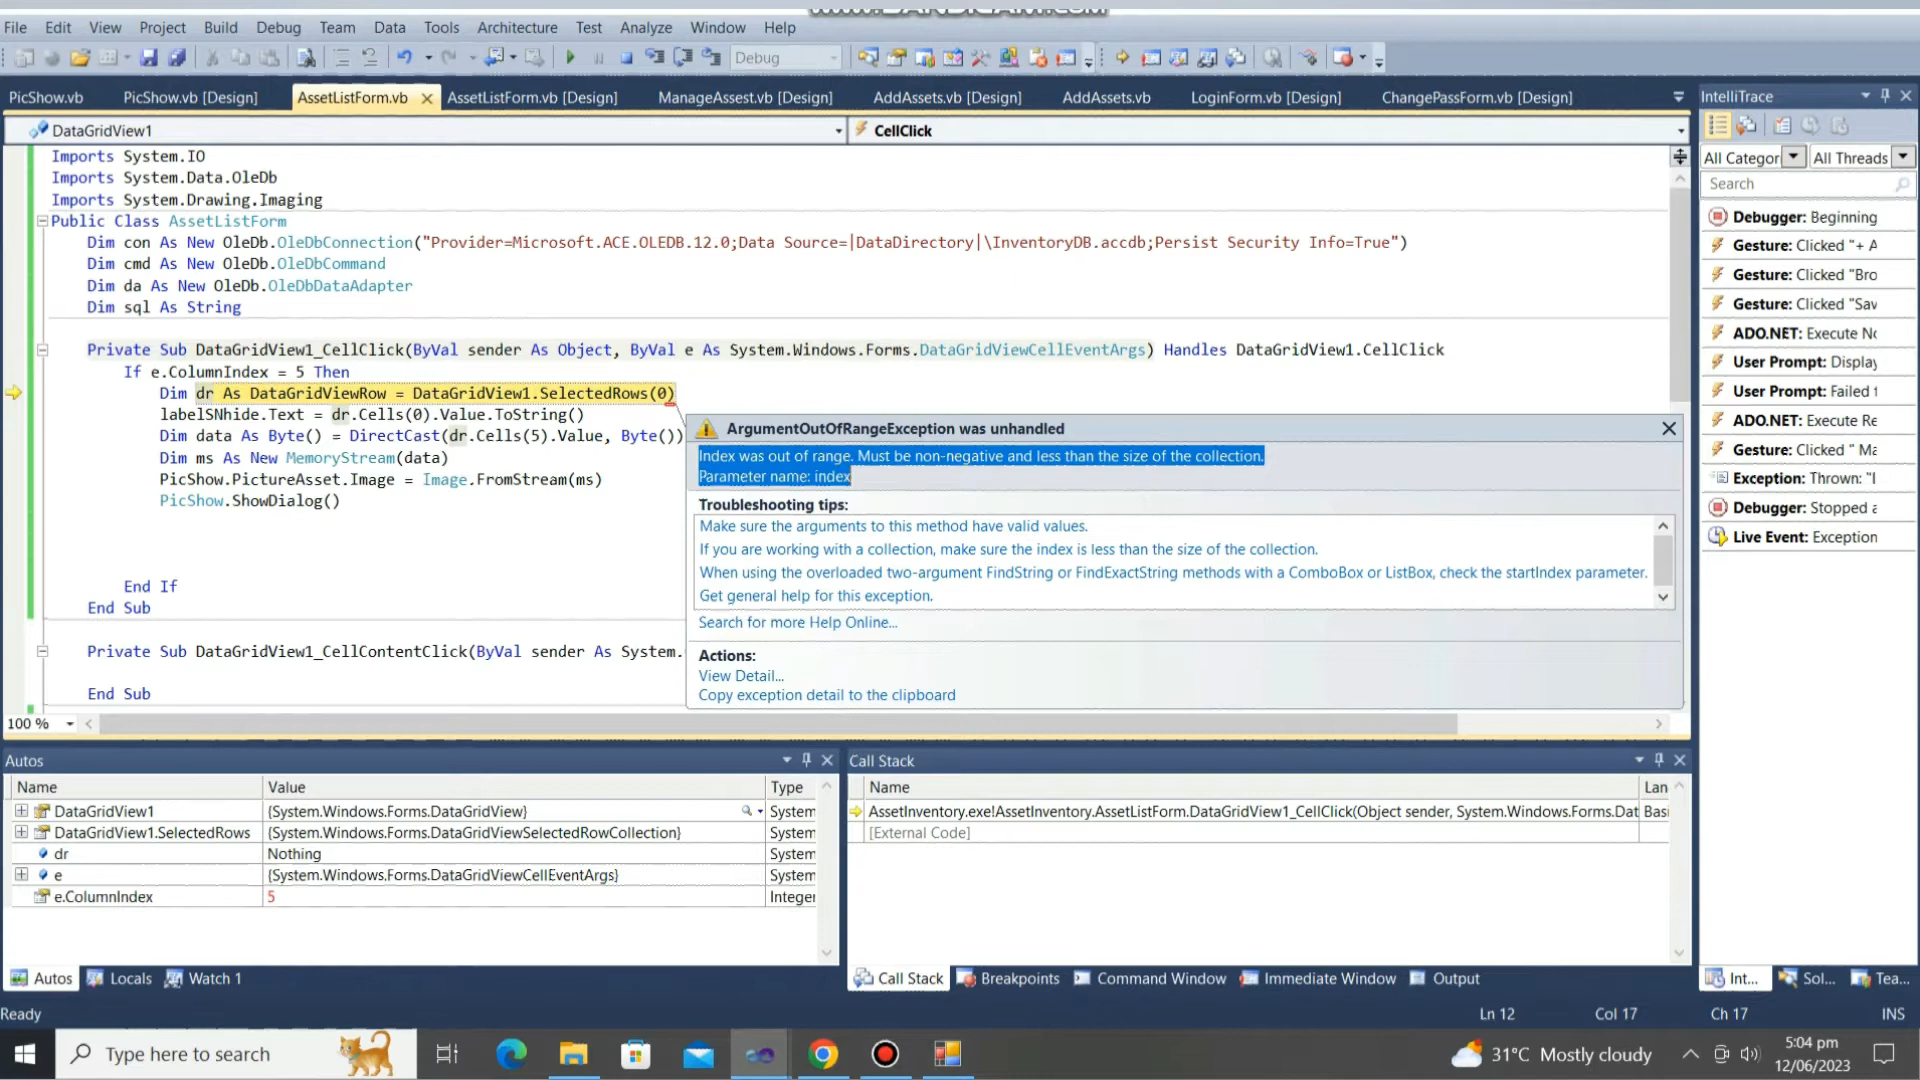 www.BANDICAM.com
File Edit View Project Build Debug Team Data Tools Architecture Test Analyze Window Help
Debug
PicShow.vb PicShow.vb [Design] AssetListForm.vb AssetListForm.vb [Design] ManageAssest.vb [Design] AddAssets.vb [Design] AddAssets.vb LoginForm.vb [Design] ChangePassForm.vb [Design]
DataGridView1 CellClick
Imports System.IO
Imports System.Data.OleDb
Imports System.Drawing.Imaging
Public Class AssetListForm
Dim con As New OleDb.OleDbConnection("Provider=Microsoft.ACE.OLEDB.12.0;Data Source=|DataDirectory|\InventoryDB.accdb;Persist Security Info=True")
Dim cmd As New OleDb.OleDbCommand
Dim da As New OleDb.OleDbDataAdapter
Dim sql As String
Private Sub DataGridView1_CellClick(ByVal sender As Object, ByVal e As System.Windows.Forms.DataGridViewCellEventArgs) Handles DataGridView1.CellClick
If e.ColumnIndex = 5 Then
Dim dr As DataGridViewRow = DataGridView1.SelectedRows(0)
labelSNhide.Text = dr.Cells(0).Value.ToString()
Dim data As Byte() = DirectCast(dr.Cells(5).Value, Byte())
Dim ms As New MemoryStream(data)
PicShow.PictureAsset.Image = Image.FromStream(ms)
PicShow.ShowDialog()
End If
End Sub
Private Sub DataGridView1_CellContentClick(ByVal sender As System.
End Sub
100 %
ArgumentOutOfRangeException was unhandled
Index was out of range. Must be non-negative and less than the size of the collection.
Parameter name: index
Troubleshooting tips:
Make sure the arguments to this method have valid values.
If you are working with a collection, make sure the index is less than the size of the collection.
When using the overloaded two-argument FindString or FindExactString methods with a ComboBox or ListBox, check the startIndex parameter.
Get general help for this exception.
Search for more Help Online...
Actions:
View Detail...
Copy exception detail to the clipboard
IntelliTrace
All Categor All Threads
Search
Debugger: Beginning
Gesture: Clicked "+ A
Gesture: Clicked "Bro
Gesture: Clicked "Sav
ADO.NET: Execute Nc
User Prompt: Display
User Prompt: Failed t
ADO.NET: Execute Re
Gesture: Clicked " Ma
Exception: Thrown: "I
Debugger: Stopped a
Live Event: Exception
Autos
Name Value Type
DataGridView1 {System.Windows.Forms.DataGridView} System
DataGridView1.SelectedRows {System.Windows.Forms.DataGridViewSelectedRowCollection} System
dr Nothing System
e {System.Windows.Forms.DataGridViewCellEventArgs} System
e.ColumnIndex 5 Integer
Autos Locals Watch 1
Call Stack
Name Lan
AssetInventory.exe!AssetInventory.AssetListForm.DataGridView1_CellClick(Object sender, System.Windows.Forms.Dat Basi
[External Code]
Call Stack Breakpoints Command Window Immediate Window Output
Int... Sol... Tea...
Ready Ln 12 Col 17 Ch 17 INS
Type here to search
31°C Mostly cloudy
5:04 pm
12/06/2023